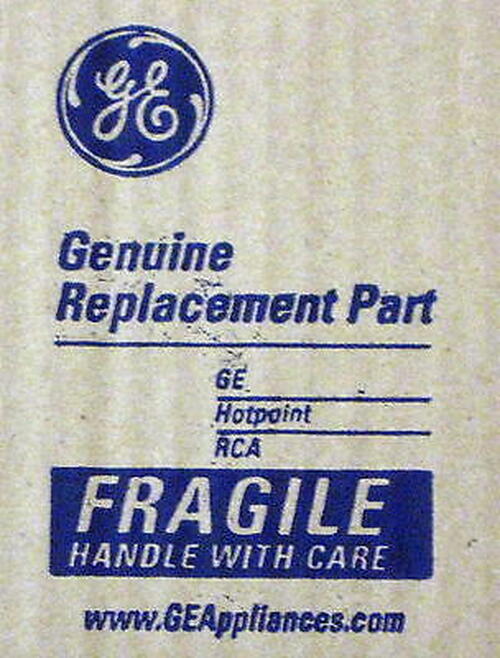 GE
Genuine
Replacement Part
GE
Hotpoint
RCA
FRAGILE
HANDLE WITH CARE
www.GEAppliances.com